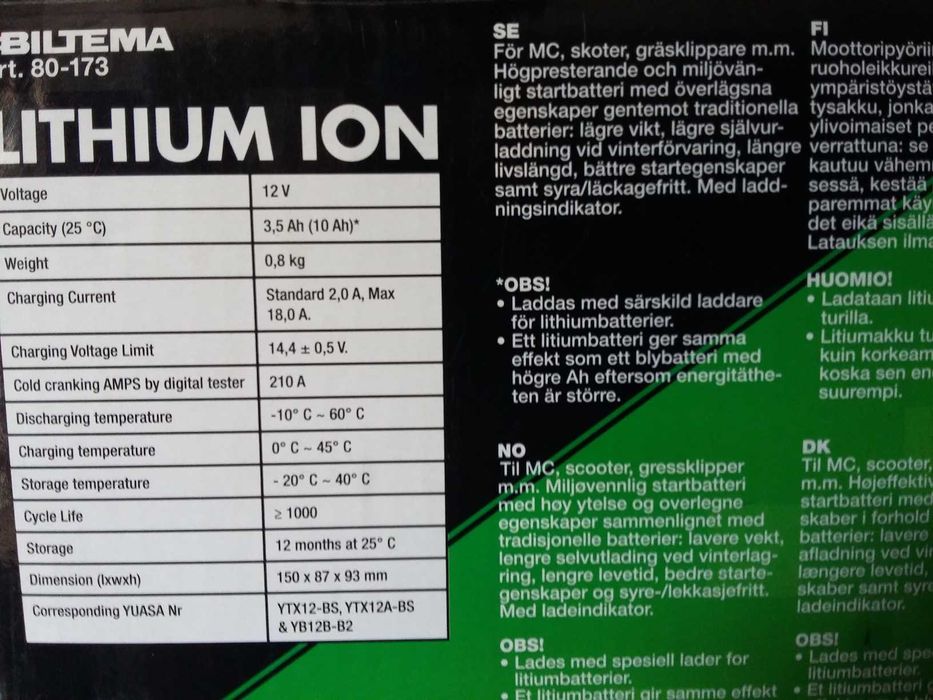 BILTEMA
rt. 80-173
LITHIUM ION
Voltage 12 V
Capacity (25 °C) 3,5 Ah (10 Ah)*
Weight 0,8 kg
Charging Current Standard 2,0 A, Max
18,0 A.
Charging Voltage Limit 14,4 ± 0,5 V.
Cold cranking AMPS by digital tester 210 A
Discharging temperature -10° C ~ 60° C
Charging temperature 0° C ~ 45° C
Storage temperature - 20° C ~ 40° C
Cycle Life ≥ 1000
Storage 12 months at 25° C
Dimension (lxwxh) 150 x 87 x 93 mm
Corresponding YUASA Nr YTX12-BS, YTX12A-BS
& YB12B-B2
SE
För MC, skoter, gräsklippare m.m.
Högpresterande och miljövän-
ligt startbatteri med överlägsna
egenskaper gentemot traditionella
batterier: lägre vikt, lägre självur-
laddning vid vinterförvaring, längre
livslängd, bättre startegenskaper
samt syra/läckagefritt. Med ladd-
ningsindikator.
*OBS!
• Laddas med särskild laddare
för lithiumbatterier.
• Ett litiumbatteri ger samma
effekt som ett blybatteri med
högre Ah eftersom energitäthe-
ten är större.
NO
Til MC, scooter, gressklipper
m.m. Miljøvennlig startbatteri
med høy ytelse og overlegne
egenskaper sammenlignet med
tradisjonelle batterier: lavere vekt,
lengre selvutlading ved vinterlag-
ring, lengre levetid, bedre starte-
genskaper og syre-/lekkasjefritt.
Med ladeindikator.
OBS!
• Lades med spesiell lader for
litiumbatterier.
• Et litiumbatteri gir samme effekt
FI
Moottoripyörii
ruoholeikkurei
ympäristöystä
tysakku, jonka
ylivoimaiset pe
verrattuna: se
kautuu vähem
sessä, kestää
paremmat käy
det eikä sisällä
Latauksen ilma
HUOMIO!
• Ladataan litiu
turilla.
• Litiumakku tu
kuin korkeam
koska sen en
suurempi.
DK
Til MC, scooter,
m.m. Højeffektiv
startbatteri med
skaber i forhold
batterier: lavere
afladning ved vin
længere levetid,
skaber samt syre
ladeindikator.
OBS!
• Lades med spe
litiumbatterier.
• Et litiumbatteri g